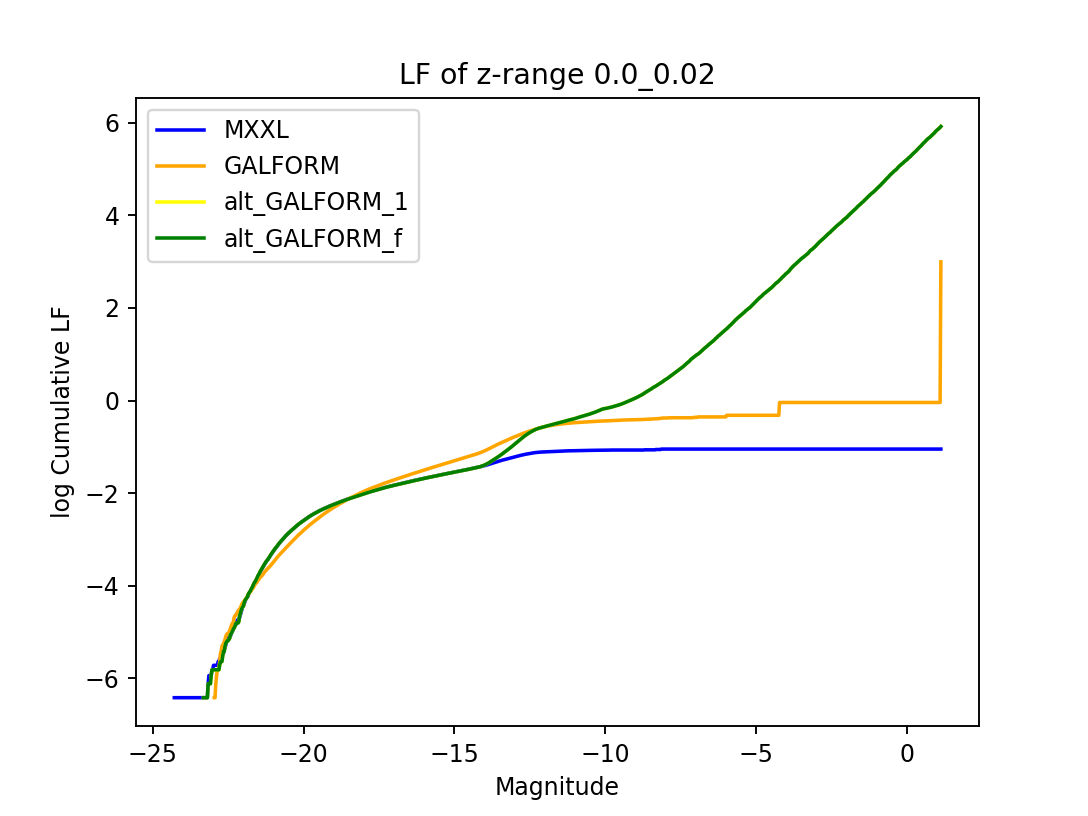 LF of z-range 0.0_0.02
MXXL
GALFORM
alt_GALFORM_1
alt_GALFORM_f
log Cumulative LF
6
4
2
0
−2
−4
−6
−25
−20
−15
−10
−5
0
Magnitude